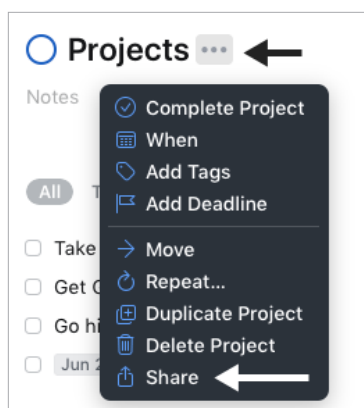 Projects
Notes
Complete Project
When
Add Tags
All
Add Deadline
Take
Move
Get
Repeat...
Go hi
Duplicate Project
Delete Project
Jun 2
Share